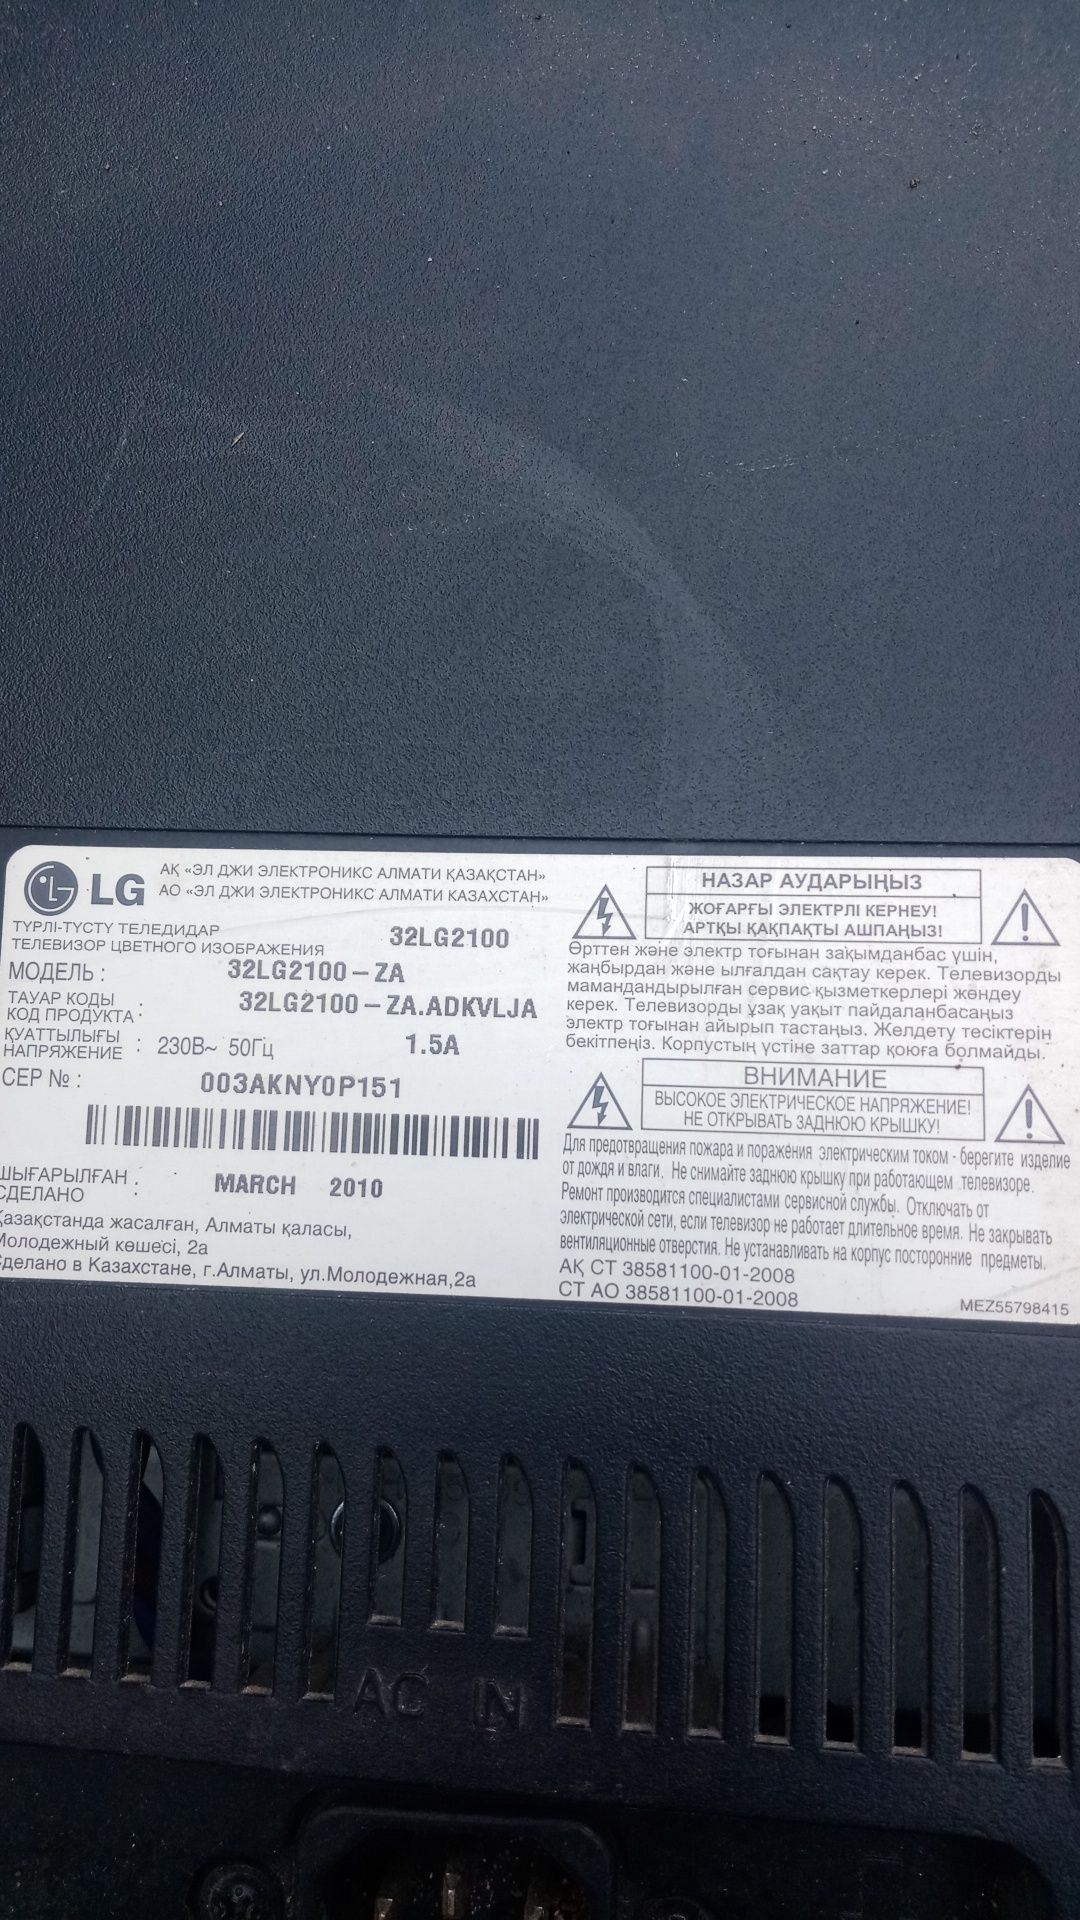 LG
АҚ «ЭЛ ДЖИ ЭЛЕКТРОНИКС АЛМАТИ ҚАЗАҚСТАН»
АО «ЭЛ ДЖИ ЭЛЕКТРОНИКС АЛМАТИ КАЗАХСТАН»
ТҮРЛІ-ТҮСТҮ ТЕЛЕДИДАР
ТЕЛЕВИЗОР ЦВЕТНОГО ИЗОБРАЖЕНИЯ
32LG2100
МОДЕЛЬ : 32LG2100-ZA
ТАУАР КОДЫ
КОД ПРОДУКТА : 32LG2100-ZA.ADKVLJA
ҚУАТТЫЛЫҒЫ
НАПРЯЖЕНИЕ : 230В~ 50Гц 1.5A
СЕР № : 003AKNY0P151
ШЫҒАРЫЛҒАН :
СДЕЛАНО : MARCH 2010
Қазақстанда жасалған, Алматы қаласы,
Молодежный көшесі, 2а
Сделано в Казахстане, г.Алматы, ул.Молодежная,2а
НАЗАР АУДАРЫҢЫЗ
ЖОҒАРҒЫ ЭЛЕКТРЛІ КЕРНЕУ!
АРТҚЫ ҚАҚПАҚТЫ АШПАҢЫЗ!
Өрттен және электр тоғынан зақымданбас үшін,
жаңбырдан және ылғалдан сақтау керек. Телевизорды
мамандандырылған сервис қызметкерлері жөндеу
керек. Телевизорды ұзақ уақыт пайдаланбасаңыз
электр тоғынан айырып тастаңыз. Желдету тесіктерін
бекітпеңіз. Корпустың үстіне заттар қоюға болмайды.
ВНИМАНИЕ
ВЫСОКОЕ ЭЛЕКТРИЧЕСКОЕ НАПРЯЖЕНИЕ!
НЕ ОТКРЫВАТЬ ЗАДНЮЮ КРЫШКУ!
Для предотвращения пожара и поражения электрическим током - берегите изделие
от дождя и влаги. Не снимайте заднюю крышку при работающем телевизоре.
Ремонт производится специалистами сервисной службы. Отключать от
электрической сети, если телевизор не работает длительное время. Не закрывать
вентиляционные отверстия. Не устанавливать на корпус посторонние предметы.
АҚ СТ 38581100-01-2008
СТ АО 38581100-01-2008
MEZ55798415
AC IN